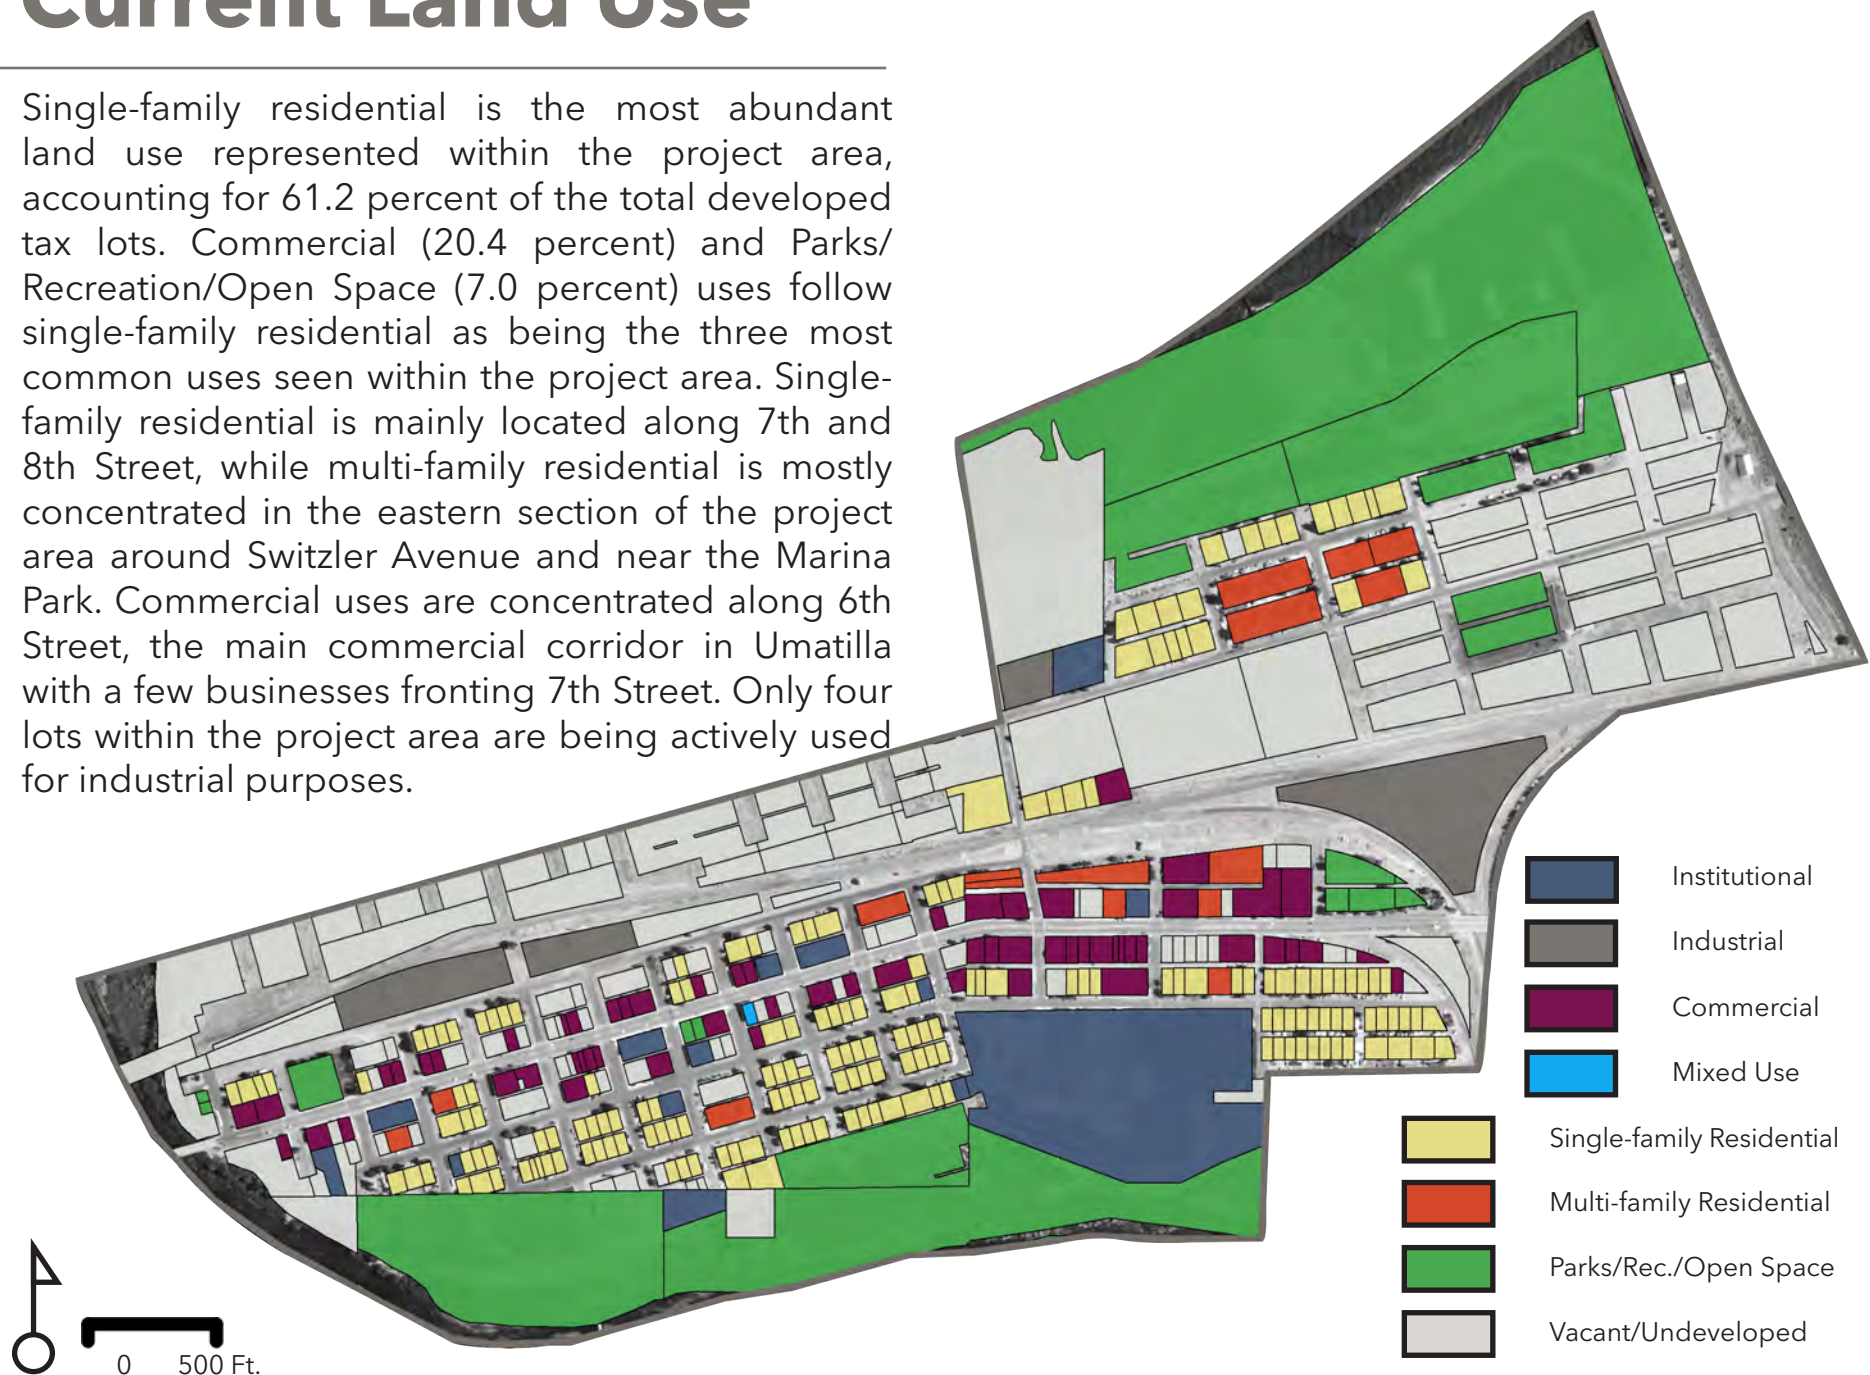 Current Land Use
Single-family residential is the most abundant
land use represented within the project area,
accounting for 61.2 percent of the total developed
tax lots. Commercial (20.4 percent) and Parks/
Recreation/Open Space (7.0 percent) uses follow
single-family residential as being the three most
common uses seen within the project area. Single-
family residential is mainly located along 7th and
8th Street, while multi-family residential is mostly
concentrated in the eastern section of the project
area around Switzler Avenue and near the Marina
Park. Commercial uses are concentrated along 6th
Street, the main commercial corridor in Umatilla
with a few businesses fronting 7th Street. Only four
lots within the project area are being actively used
for industrial purposes.
Institutional
Industrial
Commercial
Mixed Use
Single-family Residential
Multi-family Residential
Parks/Rec./Open Space
Vacant/Undeveloped
0 500 Ft.